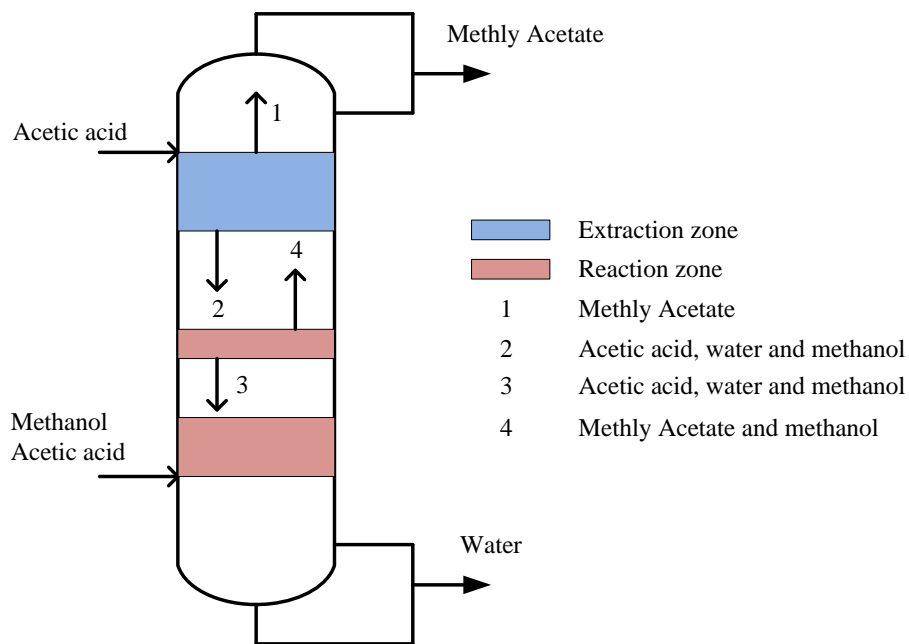 Methly Acetate
1
Acetic acid
Extraction zone
4
Reaction zone
2
1 Methly Acetate
2 Acetic acid, water and methanol
3
3 Acetic acid, water and methanol
Methanol
Acetic acid
4 Methly Acetate and methanol
Water